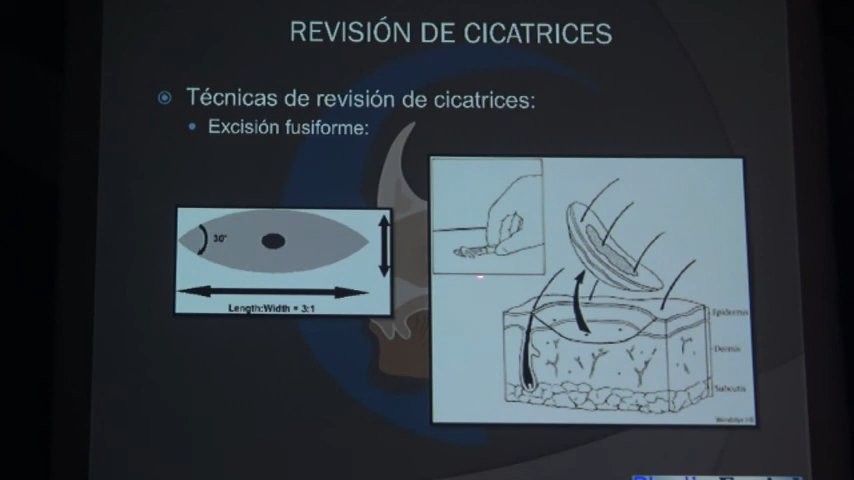 REVISIÓN DE CICATRICES
Técnicas de revisión de cicatrices:
Excisión fusiforme:
30°
Length:Width = 3:1
Epidermis
Dermis
Subcutis